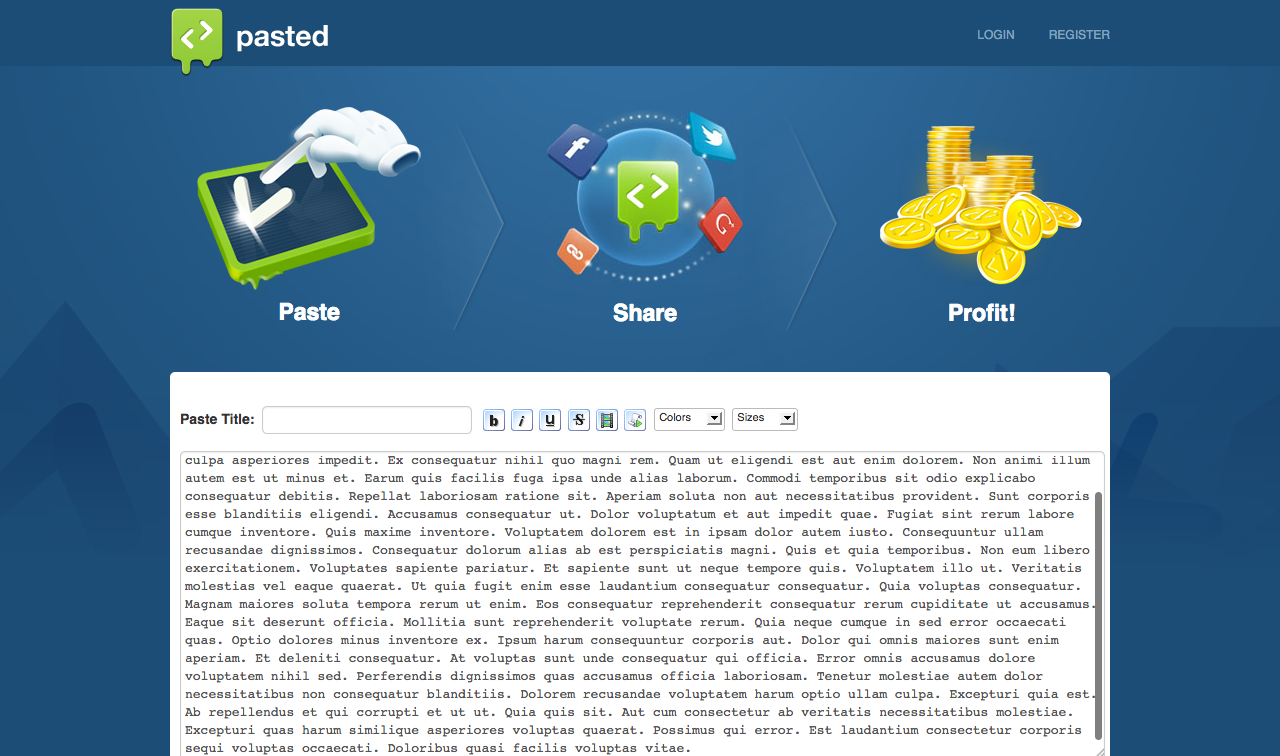 pasted
LOGIN
REGISTER
Paste
Share
Profit!
Paste Title:
b
i
U
S
Colors
Sizes
culpa asperiores impedit. Ex consequatur nihil quo magni rem. Quam ut eligendi est aut enim dolorem. Non animi illum
autem est ut minus et. Earum quis facilis fuga ipsa unde alias laborum. Commodi temporibus sit odio explicabo
consequatur debitis. Repellat laboriosam ratione sit. Aperiam soluta non aut necessitatibus provident. Sunt corporis
esse blanditiis eligendi. Accusamus consequatur ut. Dolor voluptatum et aut impedit quae. Fugiat sint rerum labore
cumque inventore. Quis maxime inventore. Voluptatem dolorem est in ipsam dolor autem iusto. Consequuntur ullam
recusandae dignissimos. Consequatur dolorum alias ab est perspiciatis magni. Quis et quia temporibus. Non eum libero
exercitationem. Voluptates sapiente pariatur. Et sapiente sunt ut neque tempore quis. Voluptatem illo ut. Veritatis
molestias vel eaque quaerat. Ut quia fugit enim esse laudantium consequatur consequatur. Quia voluptas consequatur.
Magnam maiores soluta tempora rerum ut enim. Eos consequatur reprehenderit consequatur rerum cupiditate ut accusamus.
Eaque sit deserunt officia. Mollitia sunt reprehenderit voluptate rerum. Quia neque cumque in sed error occaecati
quas. Optio dolores minus inventore ex. Ipsum harum consequuntur corporis aut. Dolor qui omnis maiores sunt enim
aperiam. Et deleniti consequatur. At voluptas sunt unde consequatur qui officia. Error omnis accusamus dolore
voluptatem nihil sed. Perferendis dignissimos quas accusamus officia laboriosam. Tenetur molestiae autem dolor
necessitatibus non consequatur blanditiis. Dolorem recusandae voluptatem harum optio ullam culpa. Excepturi quia est.
Ab repellendus et qui corrupti et ut ut. Quia quis sit. Aut cum consectetur ab veritatis necessitatibus molestiae.
Excepturi quas harum similique asperiores voluptas quaerat. Possimus qui error. Est laudantium consectetur corporis
sequi voluptas occaecati. Doloribus quasi facilis voluptas vitae.